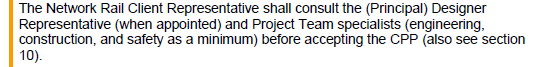 The Network Rail Client Representative shall consult the (Principal) Designer
Representative (when appointed) and Project Team specialists (engineering,
construction, and safety as a minimum) before accepting the CPP (also see section
10).